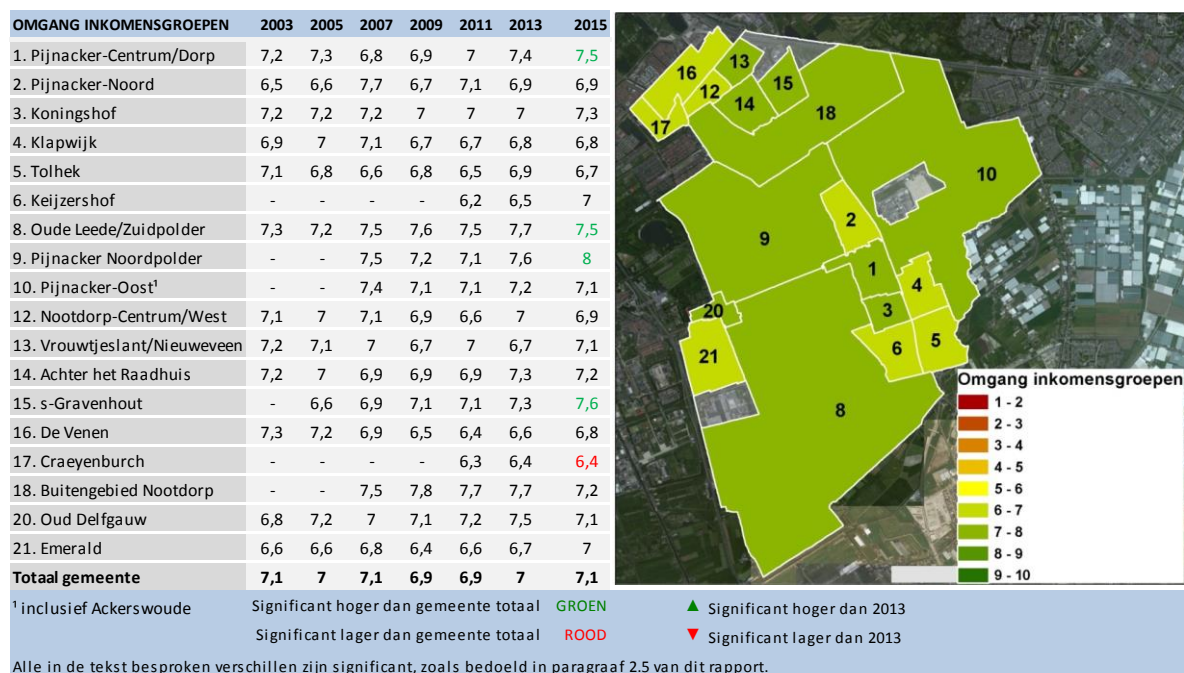 OMGANG INKOMENSGROEPEN 2003 2005 2007 2009 2011 2013 2015
1. Pijnacker-Centrum/Dorp 7,2 7,3 6,8 6,9 7 7,4 7,5
2. Pijnacker-Noord 6,5 6,6 7,7 6,7 7,1 6,9 6,9
3. Koningshof 7,2 7,2 7,2 7 7 7 7,3
4. Klapwijk 6,9 7 7,1 6,7 6,7 6,8 6,8
5. Tolhek 7,1 6,8 6,6 6,8 6,5 6,9 6,7
6. Keijzershof - - - - 6,2 6,5 7
8. Oude Leede/Zuidpolder 7,3 7,2 7,5 7,6 7,5 7,7 7,5
9. Pijnacker Noordpolder - - 7,5 7,2 7,1 7,6 8
10. Pijnacker-Oost¹ - - 7,4 7,1 7,1 7,2 7,1
12. Nootdorp-Centrum/West 7,1 7 7,1 6,9 6,6 7 6,9
13. Vrouwtjeslant/Nieuweveen 7,2 7,1 7 6,7 7 6,7 7,1
14. Achter het Raadhuis 7,2 7 6,9 6,9 6,9 7,3 7,2
15. s-Gravenhout - 6,6 6,9 7,1 7,1 7,3 7,6
16. De Venen 7,3 7,2 6,9 6,5 6,4 6,6 6,8
17. Craeyenburch - - - - 6,3 6,4 6,4
18. Buitengebied Nootdorp - - 7,5 7,8 7,7 7,7 7,2
20. Oud Delfgauw 6,8 7,2 7 7,1 7,2 7,5 7,1
21. Emerald 6,6 6,6 6,8 6,4 6,6 6,7 7
Totaal gemeente 7,1 7 7,1 6,9 6,9 7 7,1
¹ inclusief Ackerswoude Significant hoger dan gemeente totaal GROEN ▲ Significant hoger dan 2013
Significant lager dan gemeente totaal ROOD ▼ Significant lager dan 2013
Alle in de tekst besproken verschillen zijn significant, zoals bedoeld in paragraaf 2.5 van dit rapport.
16
13
12
15
14
17
18
10
2
9
1
4
3
20
6
5
21
8
Omgang inkomensgroepen
1 - 2
2 - 3
3 - 4
4 - 5
5 - 6
6 - 7
7 - 8
8 - 9
9 - 10